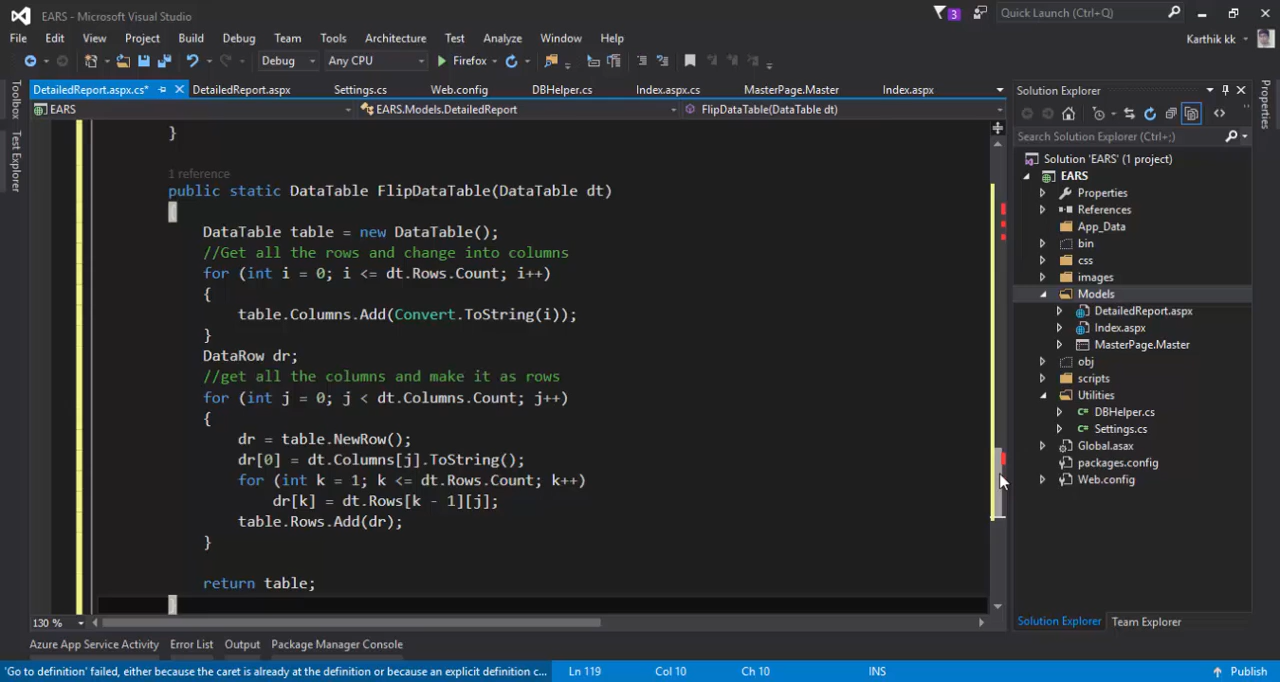 EARS - Microsoft Visual Studio
3
Quick Launch (Ctrl+Q)
File Edit View Project Build Debug Team Tools Architecture Test Analyze Window Help
Karthik kk
Debug Any CPU Firefox
DetailedReport.aspx.cs* DetailedReport.aspx Settings.cs Web.config DBHelper.cs Index.aspx.cs MasterPage.Master Index.aspx
EARS EARS.Models.DetailedReport FlipDataTable(DataTable dt)
Toolbox
Test Explorer
}
1 reference
public static DataTable FlipDataTable(DataTable dt)
{
DataTable table = new DataTable();
//Get all the rows and change into columns
for (int i = 0; i <= dt.Rows.Count; i++)
{
table.Columns.Add(Convert.ToString(i));
}
DataRow dr;
//get all the columns and make it as rows
for (int j = 0; j < dt.Columns.Count; j++)
{
dr = table.NewRow();
dr[0] = dt.Columns[j].ToString();
for (int k = 1; k <= dt.Rows.Count; k++)
dr[k] = dt.Rows[k - 1][j];
table.Rows.Add(dr);
}
return table;
}
130 %
Solution Explorer
Search Solution Explorer (Ctrl+;)
Solution 'EARS' (1 project)
EARS
Properties
References
App_Data
bin
css
images
Models
DetailedReport.aspx
Index.aspx
MasterPage.Master
obj
scripts
Utilities
DBHelper.cs
Settings.cs
Global.asax
packages.config
Web.config
Solution Explorer Team Explorer
Properties
Azure App Service Activity Error List Output Package Manager Console
'Go to definition' failed, either because the caret is already at the definition or because an explicit definition c... Ln 119 Col 10 Ch 10 INS Publish